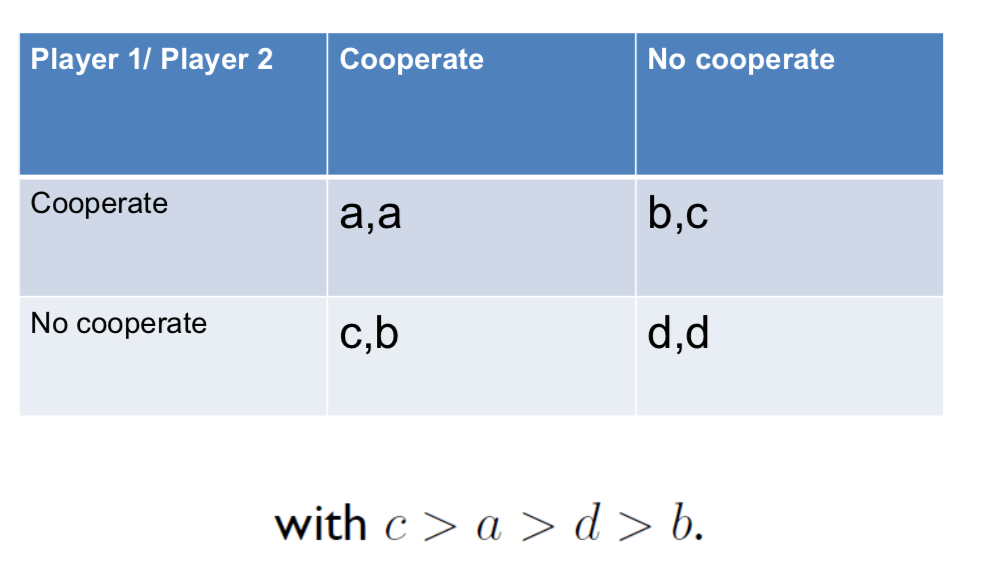 Player 1/ Player 2 Cooperate No cooperate
Cooperate a,a b,c
No cooperate c,b d,d
with c > a > d > b.